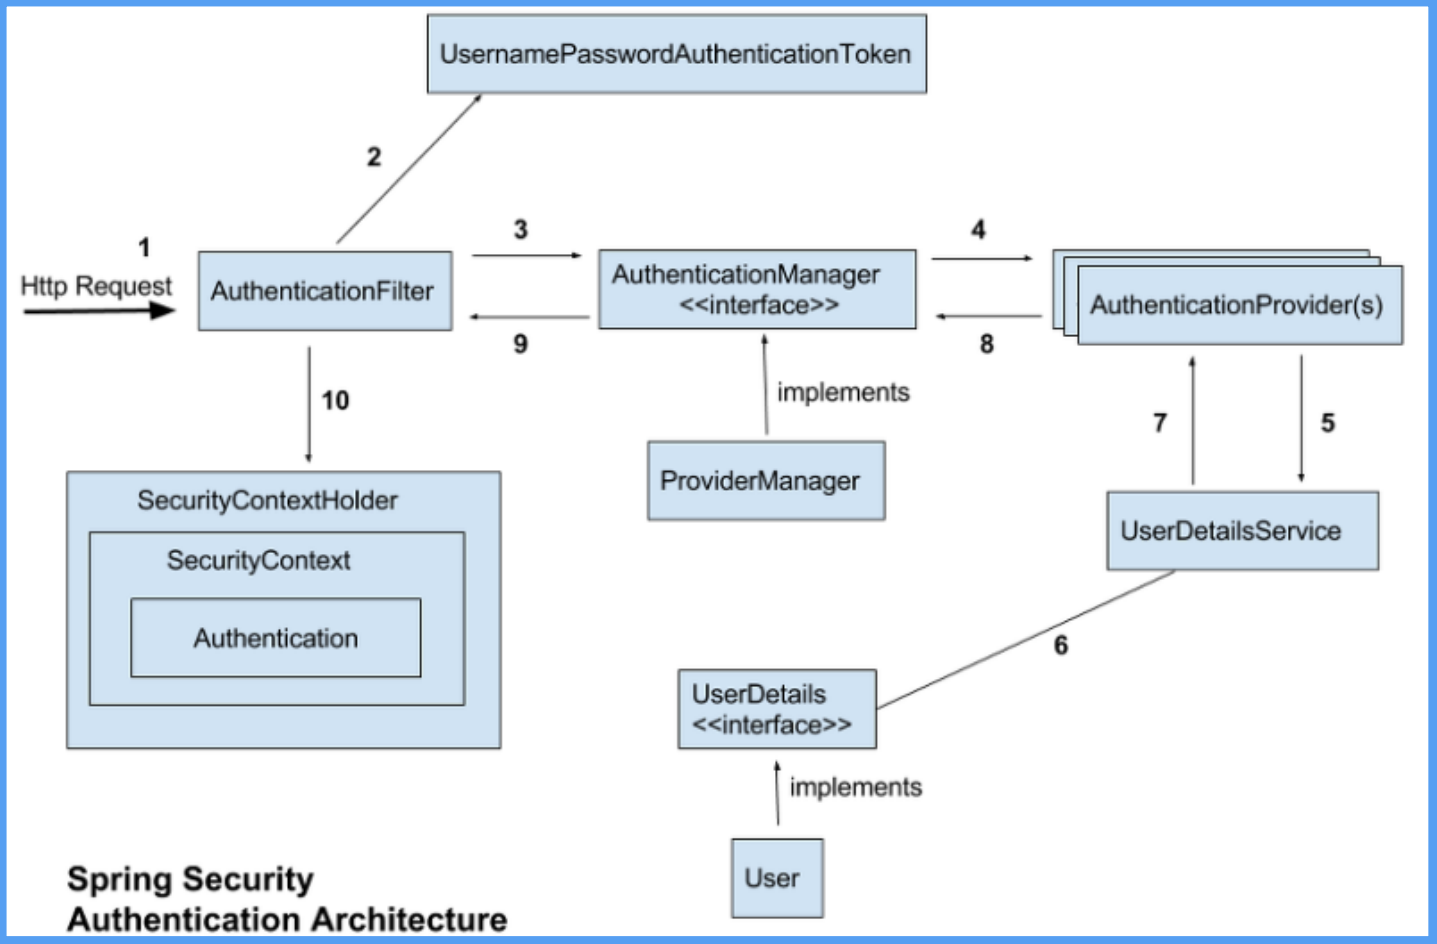 UsernamePasswordAuthenticationToken
2
1
Http Request
AuthenticationFilter
3
9
AuthenticationManager
<<interface>>
4
8
AuthenticationProvider(s)
10
implements
7
5
SecurityContextHolder
SecurityContext
Authentication
ProviderManager
UserDetailsService
6
UserDetails
<<interface>>
implements
User
Spring Security
Authentication Architecture